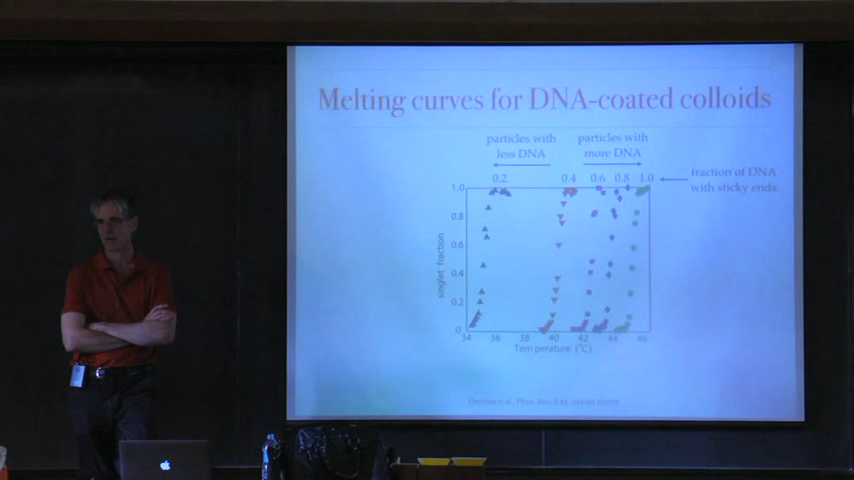 Melting curves for DNA-coated colloids
particles with
less DNA
particles with
more DNA
fraction of DNA
with sticky ends
0.2 0.4 0.6 0.8 1.0
1.0
0.8
0.6
0.4
0.2
0
singlet fraction
34 36 38 40 42 44 46
Temperature (°C)